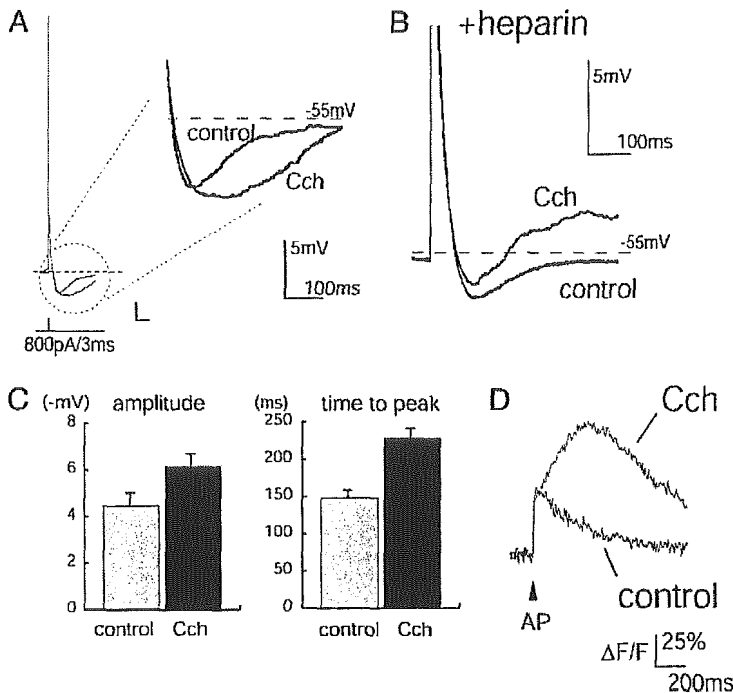 A
-55mV
control
Cch
5mV
100ms
800pA/3ms
B
+heparin
5mV
100ms
Cch
-55mV
control
C
(-mV)
amplitude
8
6
4
2
0
control
Cch
(ms)
time to peak
250
200
150
100
50
0
control
Cch
D
Cch
control
AP
ΔF/F
25%
200ms